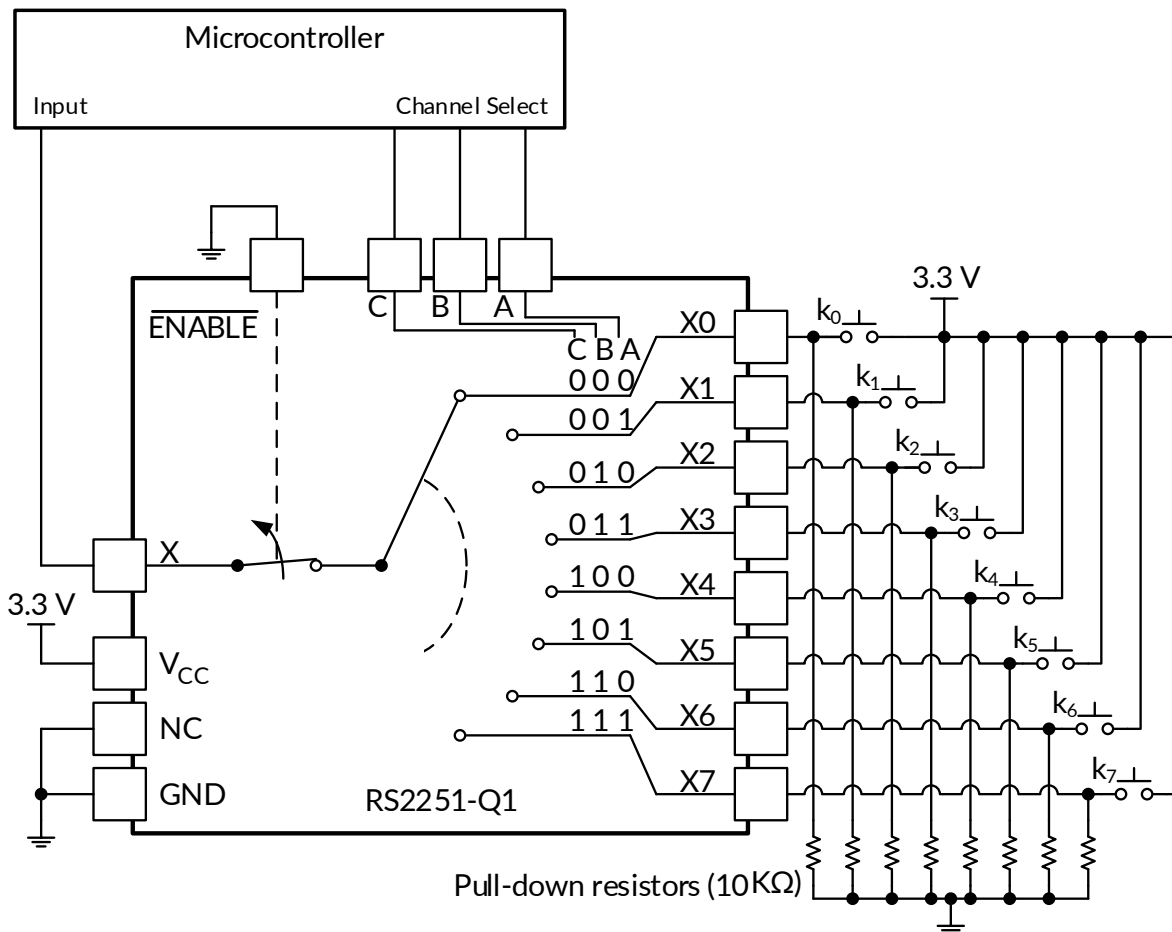 Microcontroller
Input
Channel Select
3.3 V
ENABLE
C
B
A
X0
k0
C B A
0 0 0
X1
k1
0 0 1
X2
k2
0 1 0
X3
k3
0 1 1
X
X4
k4
1 0 0
3.3 V
X5
k5
1 0 1
VCC
X6
k6
1 1 0
NC
1 1 1
X7
k7
GND
RS2251-Q1
Pull-down resistors (10KΩ)